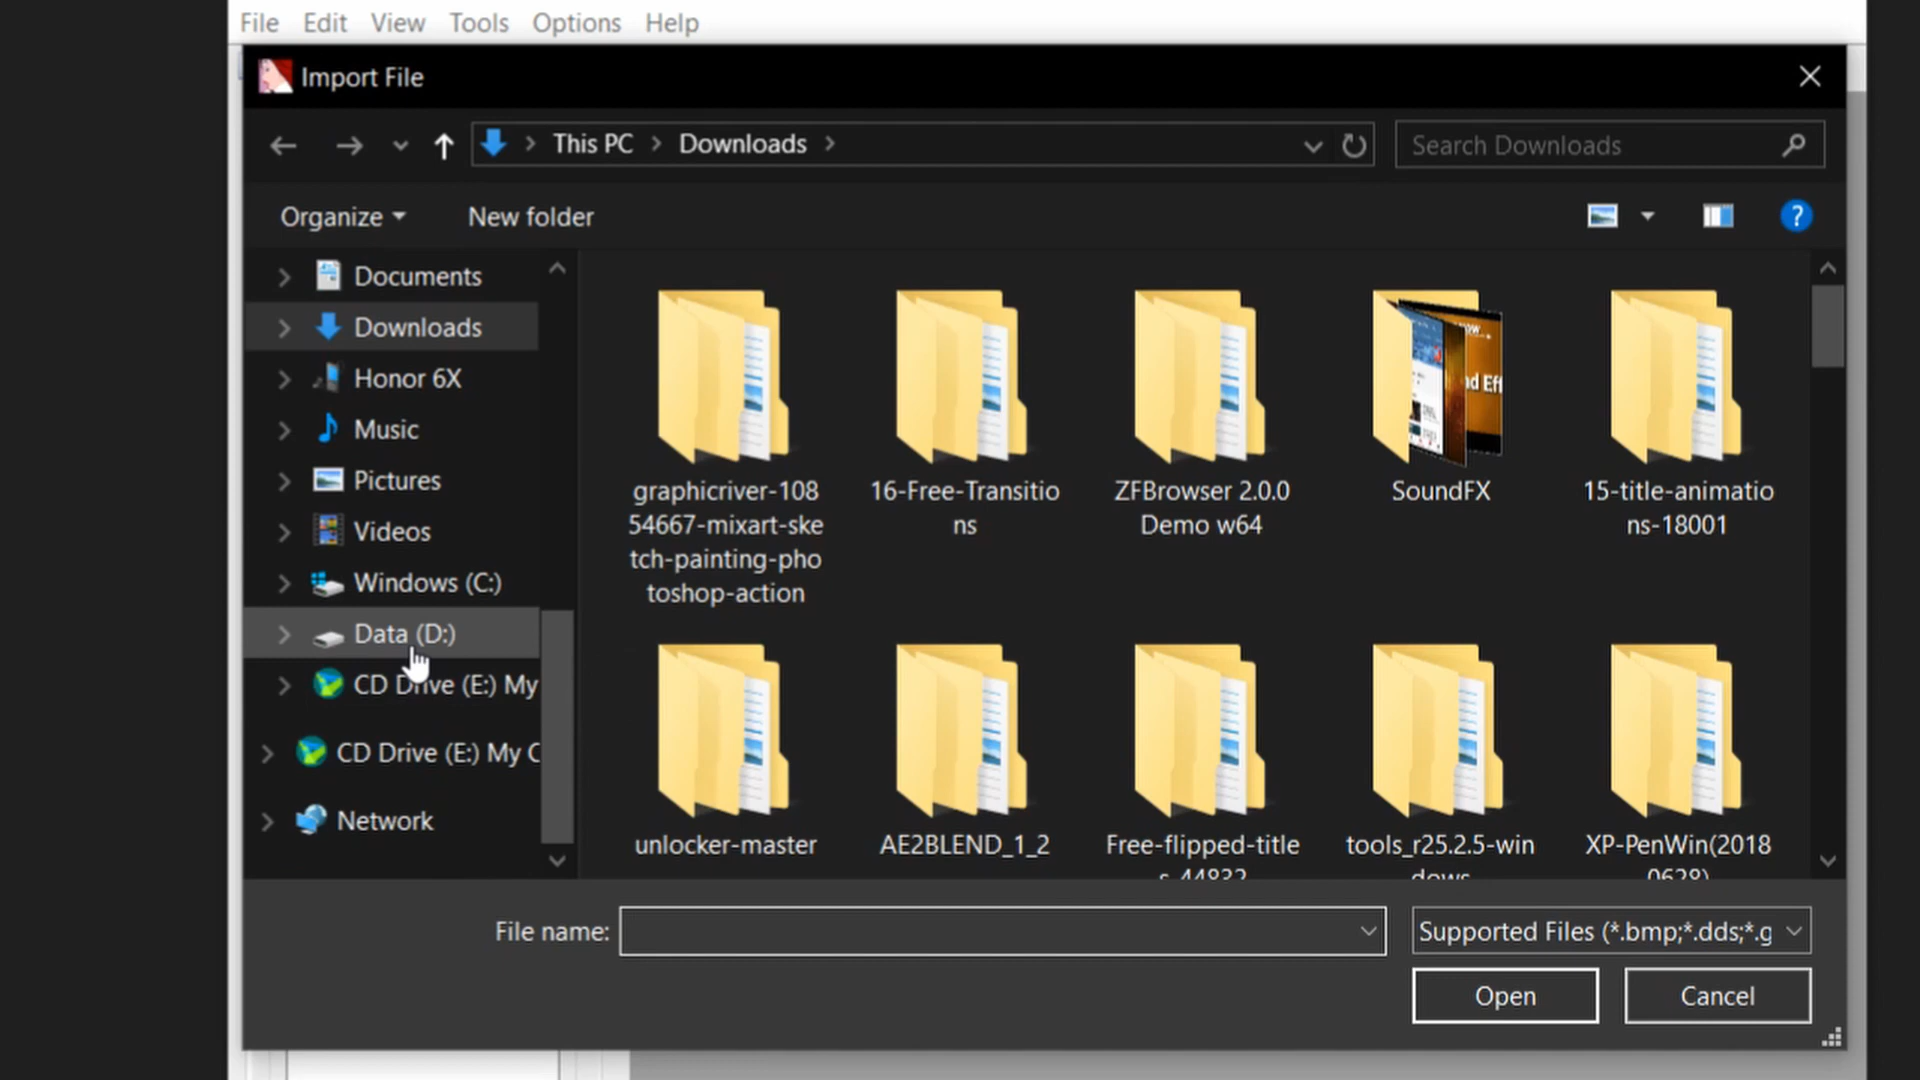 File Edit View Tools Options Help
Import File
This PC Downloads
Search Downloads
Organize New folder
Documents
Downloads
Honor 6X
Music
Pictures
Videos
Windows (C:)
Data (D:)
CD Drive (E:) My
CD Drive (E:) My C
Network
graphicriver-108
54667-mixart-ske
tch-painting-pho
toshop-action
16-Free-Transitio
ns
ZFBrowser 2.0.0
Demo w64
SoundFX
15-title-animatio
ns-18001
unlocker-master
AE2BLEND_1_2
Free-flipped-title
s-44832
tools_r25.2.5-win
dows
XP-PenWin(2018
0628)
File name:
Supported Files (*.bmp;*.dds;*.g
Open Cancel